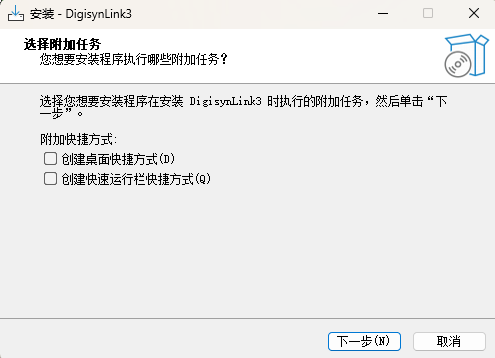 安装 - DigisynLink3
选择附加任务
您想要安装程序执行哪些附加任务？
选择您想要安装程序在安装 DigisynLink3 时执行的附加任务，然后单击“下
一步”。
附加快捷方式:
创建桌面快捷方式(D)
创建快速运行栏快捷方式(Q)
下一步(N)
取消